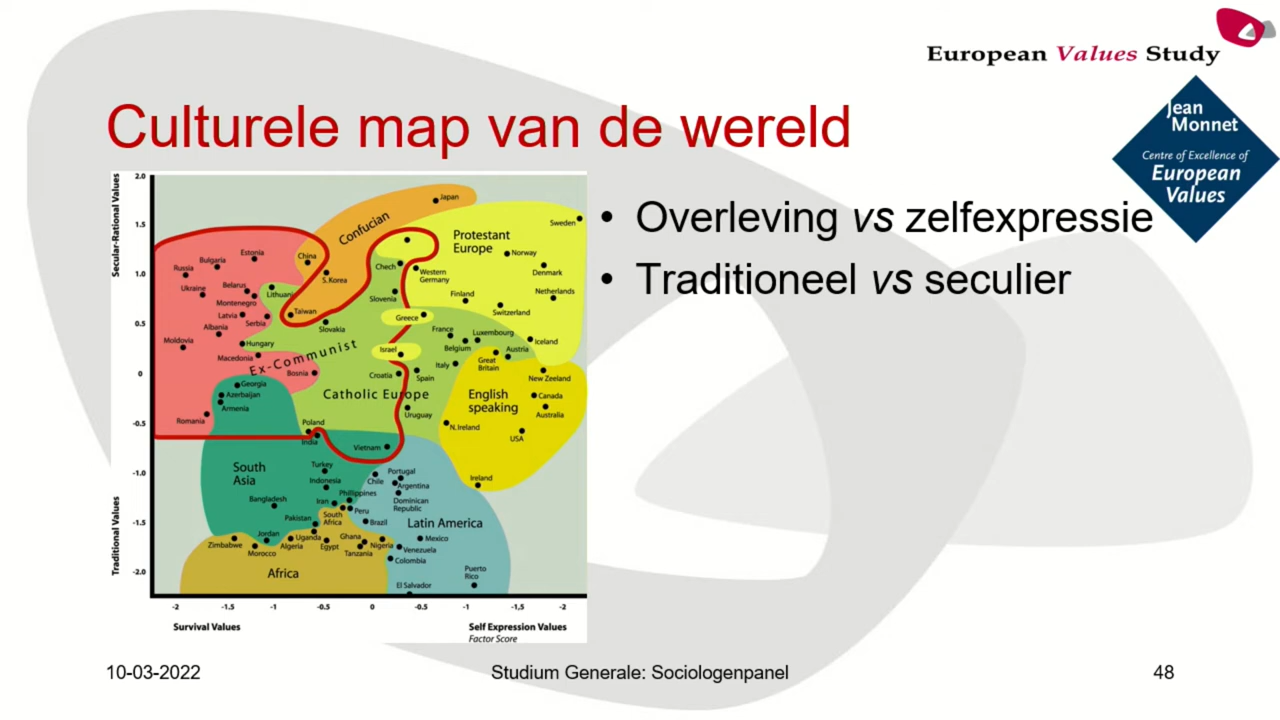 European Values Study
Jean
Monnet
Centre of Excellence of
European
Values
Culturele map van de wereld
• Overleving vs zelfexpressie
• Traditioneel vs seculier
Secular-Rational Values
Traditional Values
2.0
1.5
1.0
0.5
0
-0.5
-1.0
-1.5
-2.0
Japan
Confucian
Sweden
Protestant
Europe
Norway
Denmark
Netherlands
Estonia
Bulgaria
Russia
Ukraine
Belarus
Montenegro
Lithuani
China
S.Korea
Taiwan
Chech
Western
Germany
Slovenia
Finland
Switzerland
Greece
Latvia
Serbia
Albania
Moldovia
Hungary
Macedonia
Slovakia
Ex-Communist
Bosnia
Israel
France
Luxembourg
Belgium
Iceland
Austria
Great
Britain
Italy
Croatia
Spain
New Zeeland
Georgia
Azerbaijan
Armenia
Romania
Catholic Europe
Uruguay
English
speaking
Canada
Australia
N.Ireland
USA
Poland
India
Vietnam
Ireland
South
Asia
Turkey
Indonesia
Bangladesh
Iran
Phillippines
Chile
Portugal
Argentina
Dominican
Republic
Pakistan
South
Africa
Peru
Brazil
Latin America
Zimbabwe
Jordan
Morocco
Uganda
Algeria
Egypt
Ghana
Tanzania
Nigeria
Mexico
Venezuela
Colombia
Puerto
Rico
El Salvador
Africa
-2
-1.5
-1
-0.5
0
-0.5
-1
-1,5
-2
Survival Values
Self Expression Values
Factor Score
10-03-2022
Studium Generale: Sociologenpanel
48